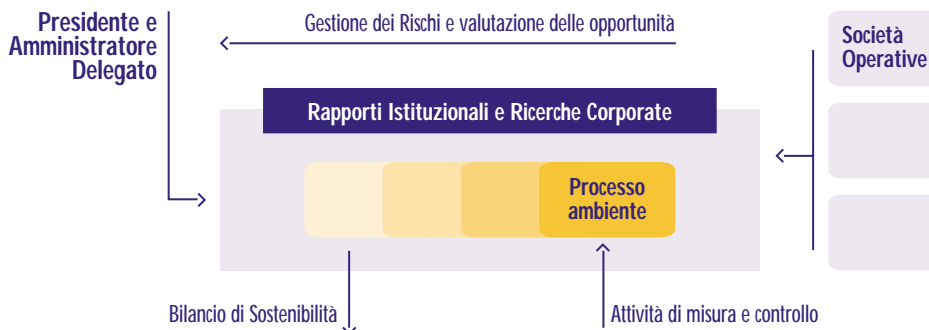 Presidente e
Amministratore
Delegato
Gestione dei Rischi e valutazione delle opportunità
Società
Operative
Rapporti Istituzionali e Ricerche Corporate
Processo
ambiente
Bilancio di Sostenibilità
Attività di misura e controllo